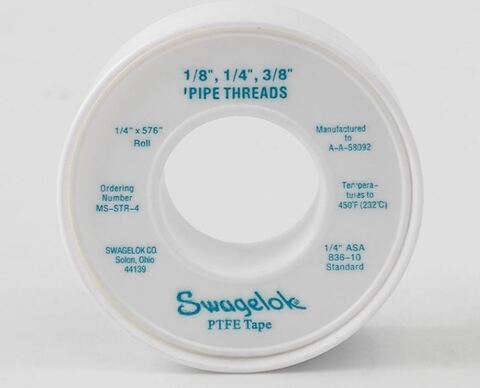 1/8", 1/4", 3/8"
PIPE THREADS
1/4" x 576"
Roll
Manufactured
to
A-A-58092
Ordering
Number
MS-STR-4
Tempera-
tures to
450°F (232°C)
SWAGELOK CO.
Solon, Ohio
44139
1/4" ASA
B36-10
Standard
Swagelok
PTFE Tape